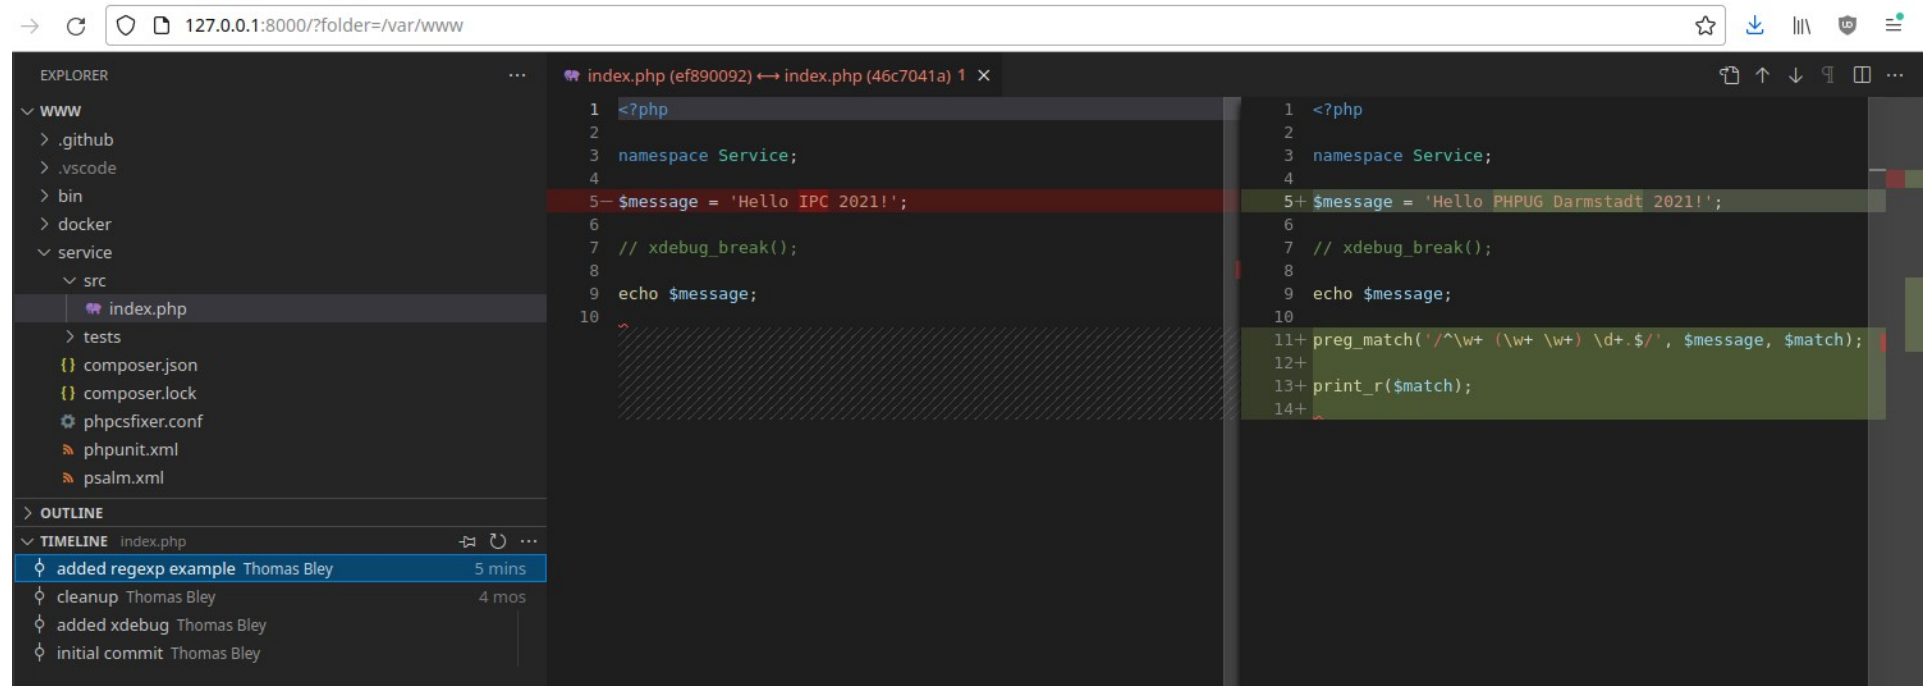 127.0.0.1:8000/?folder=/var/www
EXPLORER
WWW
.github
.vscode
bin
docker
service
src
index.php
tests
{} composer.json
{} composer.lock
phpcsfixer.conf
phpunit.xml
psalm.xml
OUTLINE
TIMELINE index.php
added regexp example Thomas Bley 5 mins
cleanup Thomas Bley 4 mos
added xdebug Thomas Bley
initial commit Thomas Bley
index.php (ef890092) ⟷ index.php (46c7041a) 1
1 <?php
2
3 namespace Service;
4
5− $message = 'Hello IPC 2021!';
6
7 // xdebug_break();
8
9 echo $message;
10
1 <?php
2
3 namespace Service;
4
5+ $message = 'Hello PHPUG Darmstadt 2021!';
6
7 // xdebug_break();
8
9 echo $message;
10
11+ preg_match('/^\w+ (\w+ \w+) \d+.$/', $message, $match);
12+
13+ print_r($match);
14+